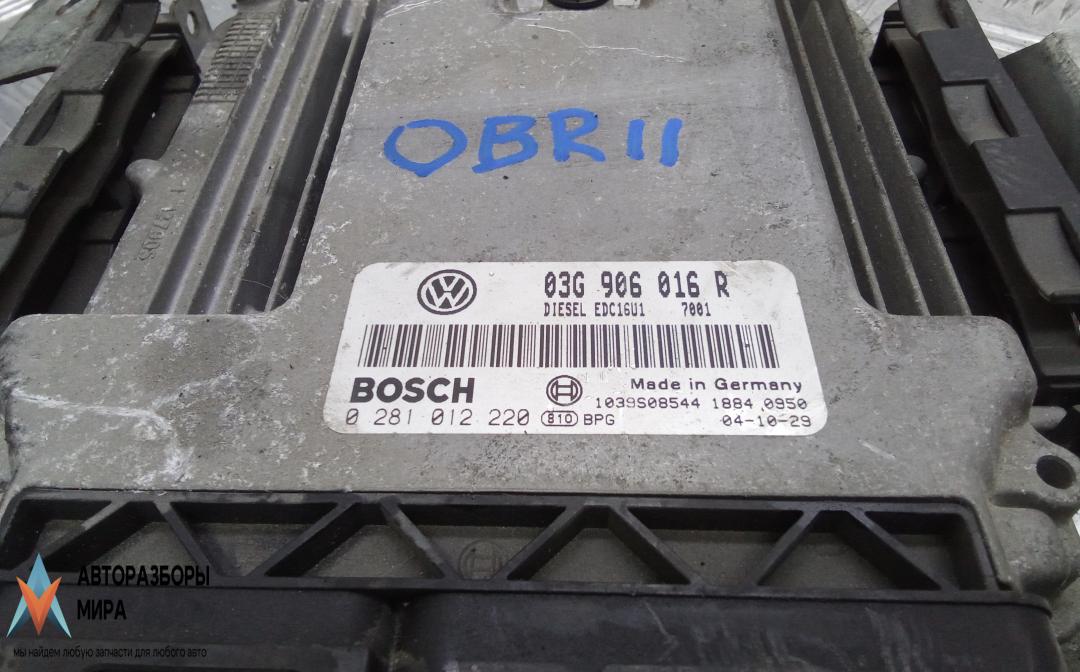 OBR11
03G 906 016 R
DIESEL EDC16U1 7001
BOSCH
Made in Germany
1039S08544 1884 0950
0 281 012 220 810 BPG
04-10-29
АВТОРАЗБОРЫ
МИРА
мы найдем любую запчасти для любого авто